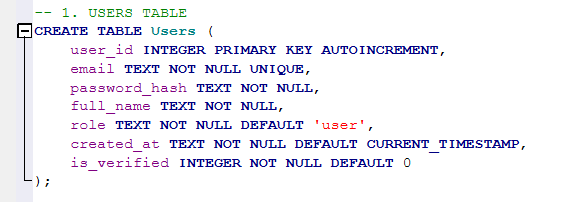 -- 1. USERS TABLE
CREATE TABLE Users (
    user_id INTEGER PRIMARY KEY AUTOINCREMENT,
    email TEXT NOT NULL UNIQUE,
    password_hash TEXT NOT NULL,
    full_name TEXT NOT NULL,
    role TEXT NOT NULL DEFAULT 'user',
    created_at TEXT NOT NULL DEFAULT CURRENT_TIMESTAMP,
    is_verified INTEGER NOT NULL DEFAULT 0
);